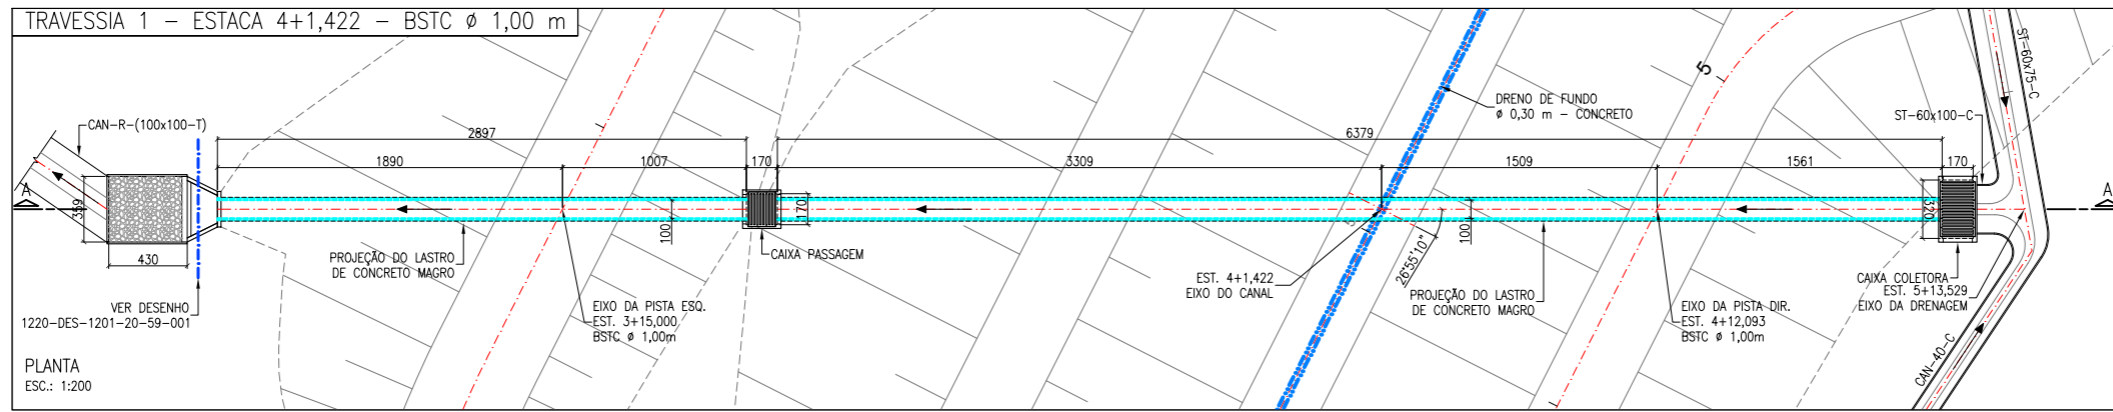 TRAVESSIA 1 - ESTACA 4+1,422 - BSTC ø 1,00 m
CAN-R-(100x100-T)
2897
6379
1890
1007
170
3309
1509
1561
170
DRENO DE FUNDO
ø 0,30 m - CONCRETO
5
ST-60x75-C
ST-60x100-C
A
359
430
100
170
100
320
A
26°55'10"
PROJEÇÃO DO LASTRO
DE CONCRETO MAGRO
CAIXA PASSAGEM
EST. 4+1,422
EIXO DO CANAL
PROJEÇÃO DO LASTRO
DE CONCRETO MAGRO
CAIXA COLETORA
EST. 5+13,529
EIXO DA DRENAGEM
VER DESENHO
1220-DES-1201-20-59-001
EIXO DA PISTA ESQ.
EST. 3+15,000
BSTC ø 1,00m
EIXO DA PISTA DIR.
EST. 4+12,093
BSTC ø 1,00m
CAN-40-C
PLANTA
ESC.: 1:200